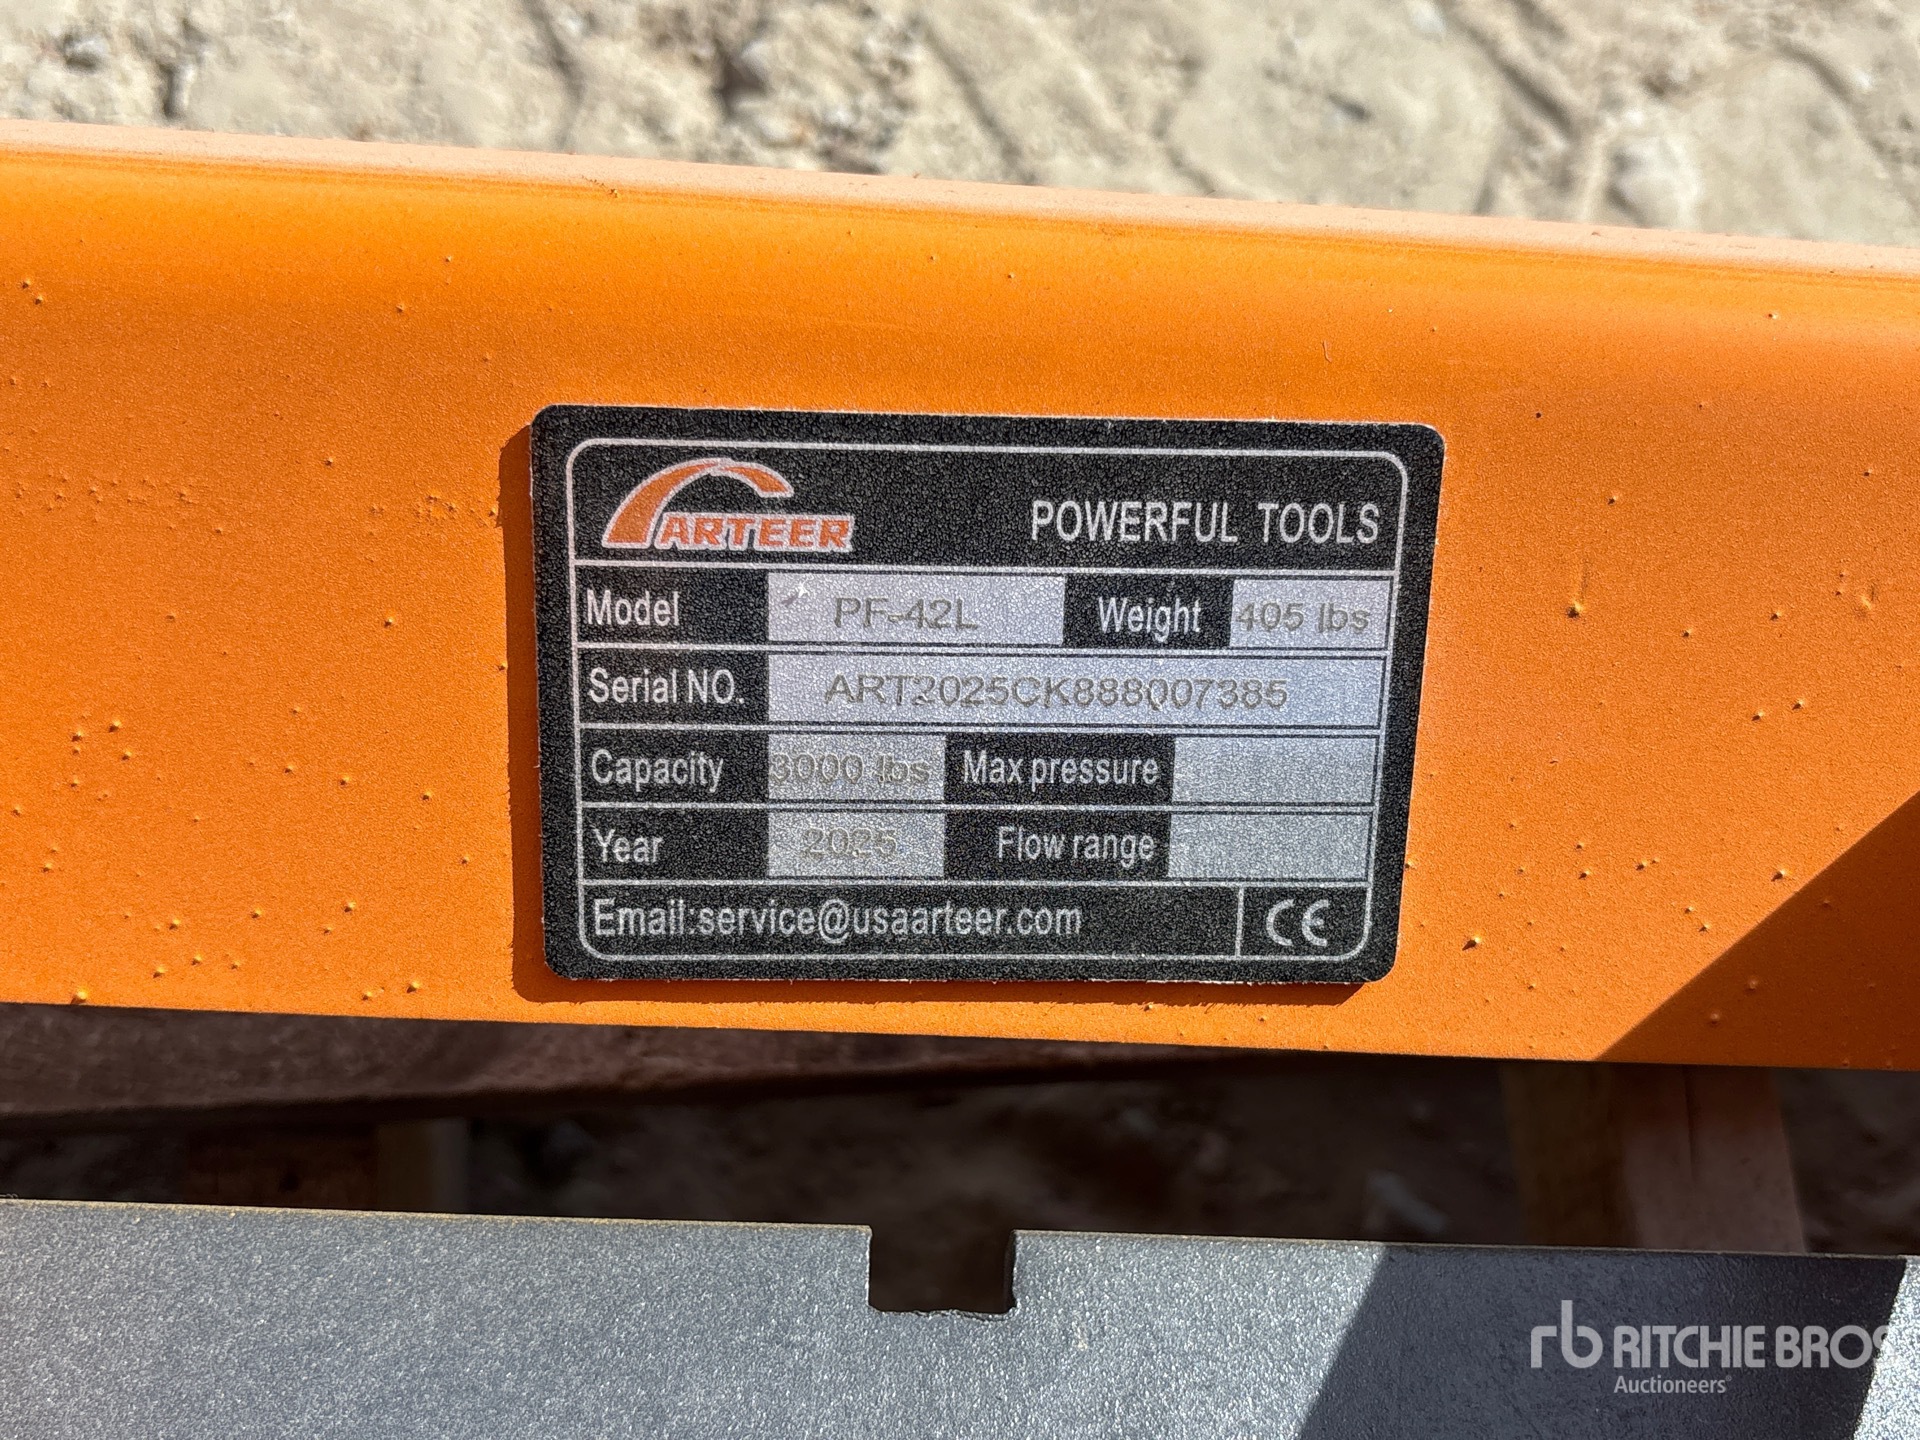 ARTEER POWERFUL TOOLS
Model PF-42L Weight 405 lbs
Serial NO. ART2025CK888007385
Capacity 3000 lbs Max pressure
Year 2025 Flow range
Email:service@usaarteer.com CE
rb RITCHIE BROS
Auctioneers